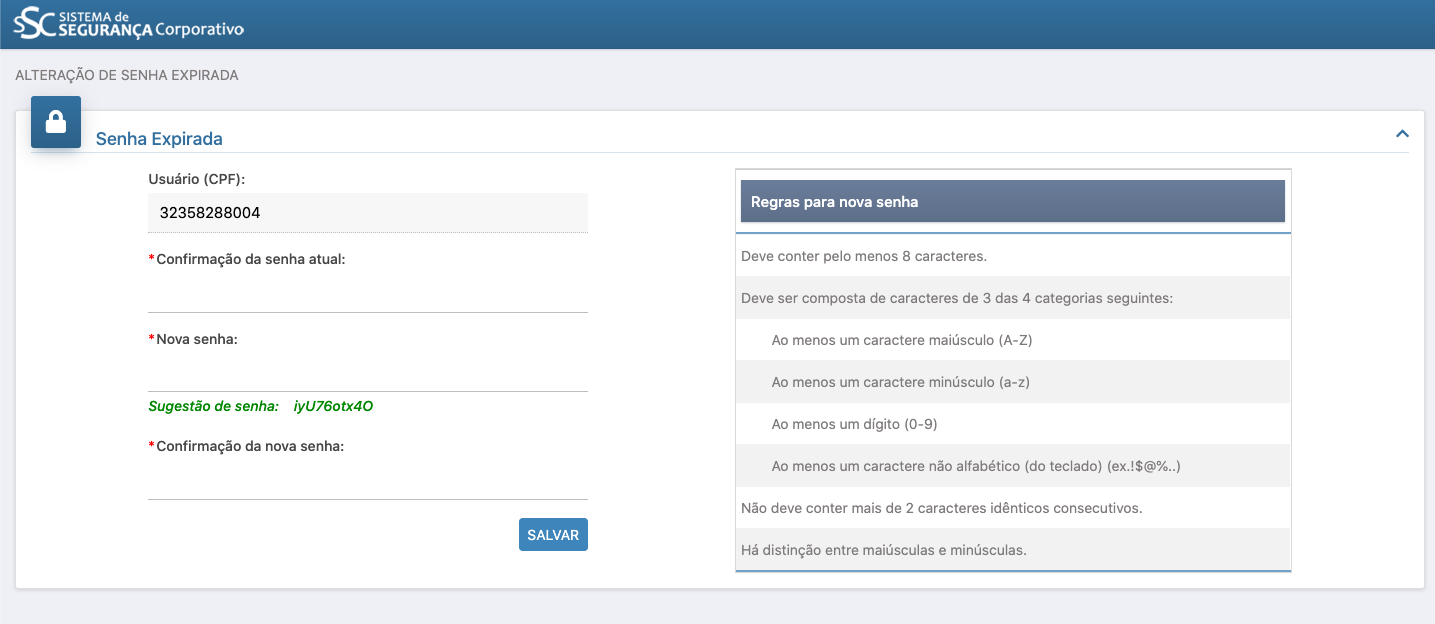 SSC SISTEMA de
SEGURANÇA Corporativo
ALTERAÇÃO DE SENHA EXPIRADA
Senha Expirada
Usuário (CPF):
32358288004
*Confirmação da senha atual:
*Nova senha:
Sugestão de senha: iyU76otx4O
*Confirmação da nova senha:
SALVAR
Regras para nova senha
Deve conter pelo menos 8 caracteres.
Deve ser composta de caracteres de 3 das 4 categorias seguintes:
Ao menos um caractere maiúsculo (A-Z)
Ao menos um caractere minúsculo (a-z)
Ao menos um dígito (0-9)
Ao menos um caractere não alfabético (do teclado) (ex.!$@%..)
Não deve conter mais de 2 caracteres idênticos consecutivos.
Há distinção entre maiúsculas e minúsculas.